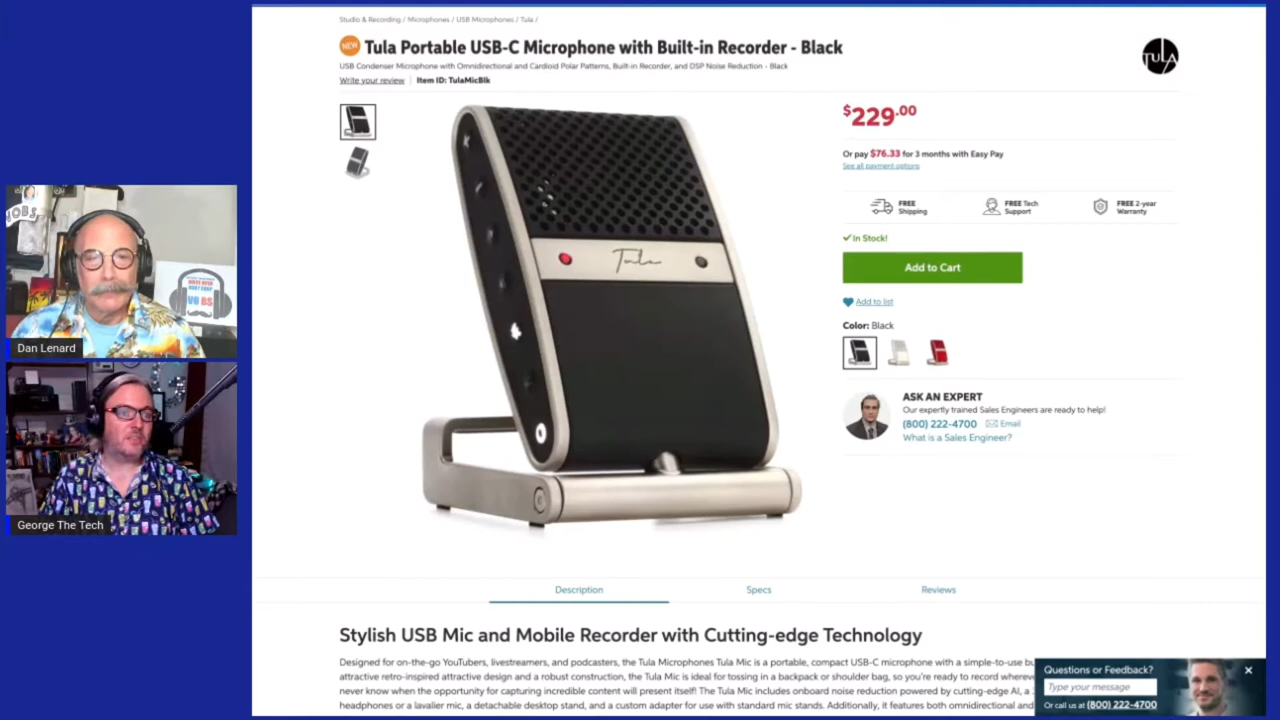 Studio & Recording / Microphones / USB Microphones / Tula /
NEW Tula Portable USB-C Microphone with Built-in Recorder - Black
USB Condenser Microphone with Omnidirectional and Cardioid Polar Patterns, Built-in Recorder, and DSP Noise Reduction - Black
Write your review Item ID: TulaMicBlk
TULA
$229.00
Or pay $76.33 for 3 months with Easy Pay
See all payment options
FREE Shipping
FREE Tech Support
FREE 2-year Warranty
In Stock!
Add to Cart
Add to list
Color: Black
ASK AN EXPERT
Our expertly trained Sales Engineers are ready to help!
(800) 222-4700 Email
What is a Sales Engineer?
Tula
VO BS
Dan Lenard
George The Tech
Description Specs Reviews
Stylish USB Mic and Mobile Recorder with Cutting-edge Technology
Designed for on-the-go YouTubers, livestreamers, and podcasters, the Tula Microphones Tula Mic is a portable, compact USB-C microphone with a simple-to-use bu
attractive retro-inspired attractive design and a robust construction, the Tula Mic is ideal for tossing in a backpack or shoulder bag, so you're ready to record whereve
never know when the opportunity for capturing incredible content will present itself! The Tula Mic includes onboard noise reduction powered by cutting-edge AI, a
headphones or a lavalier mic, a detachable desktop stand, and a custom adapter for use with standard mic stands. Additionally, it features both omnidirectional and
Questions or Feedback?
Type your message
Or call us at (800) 222-4700